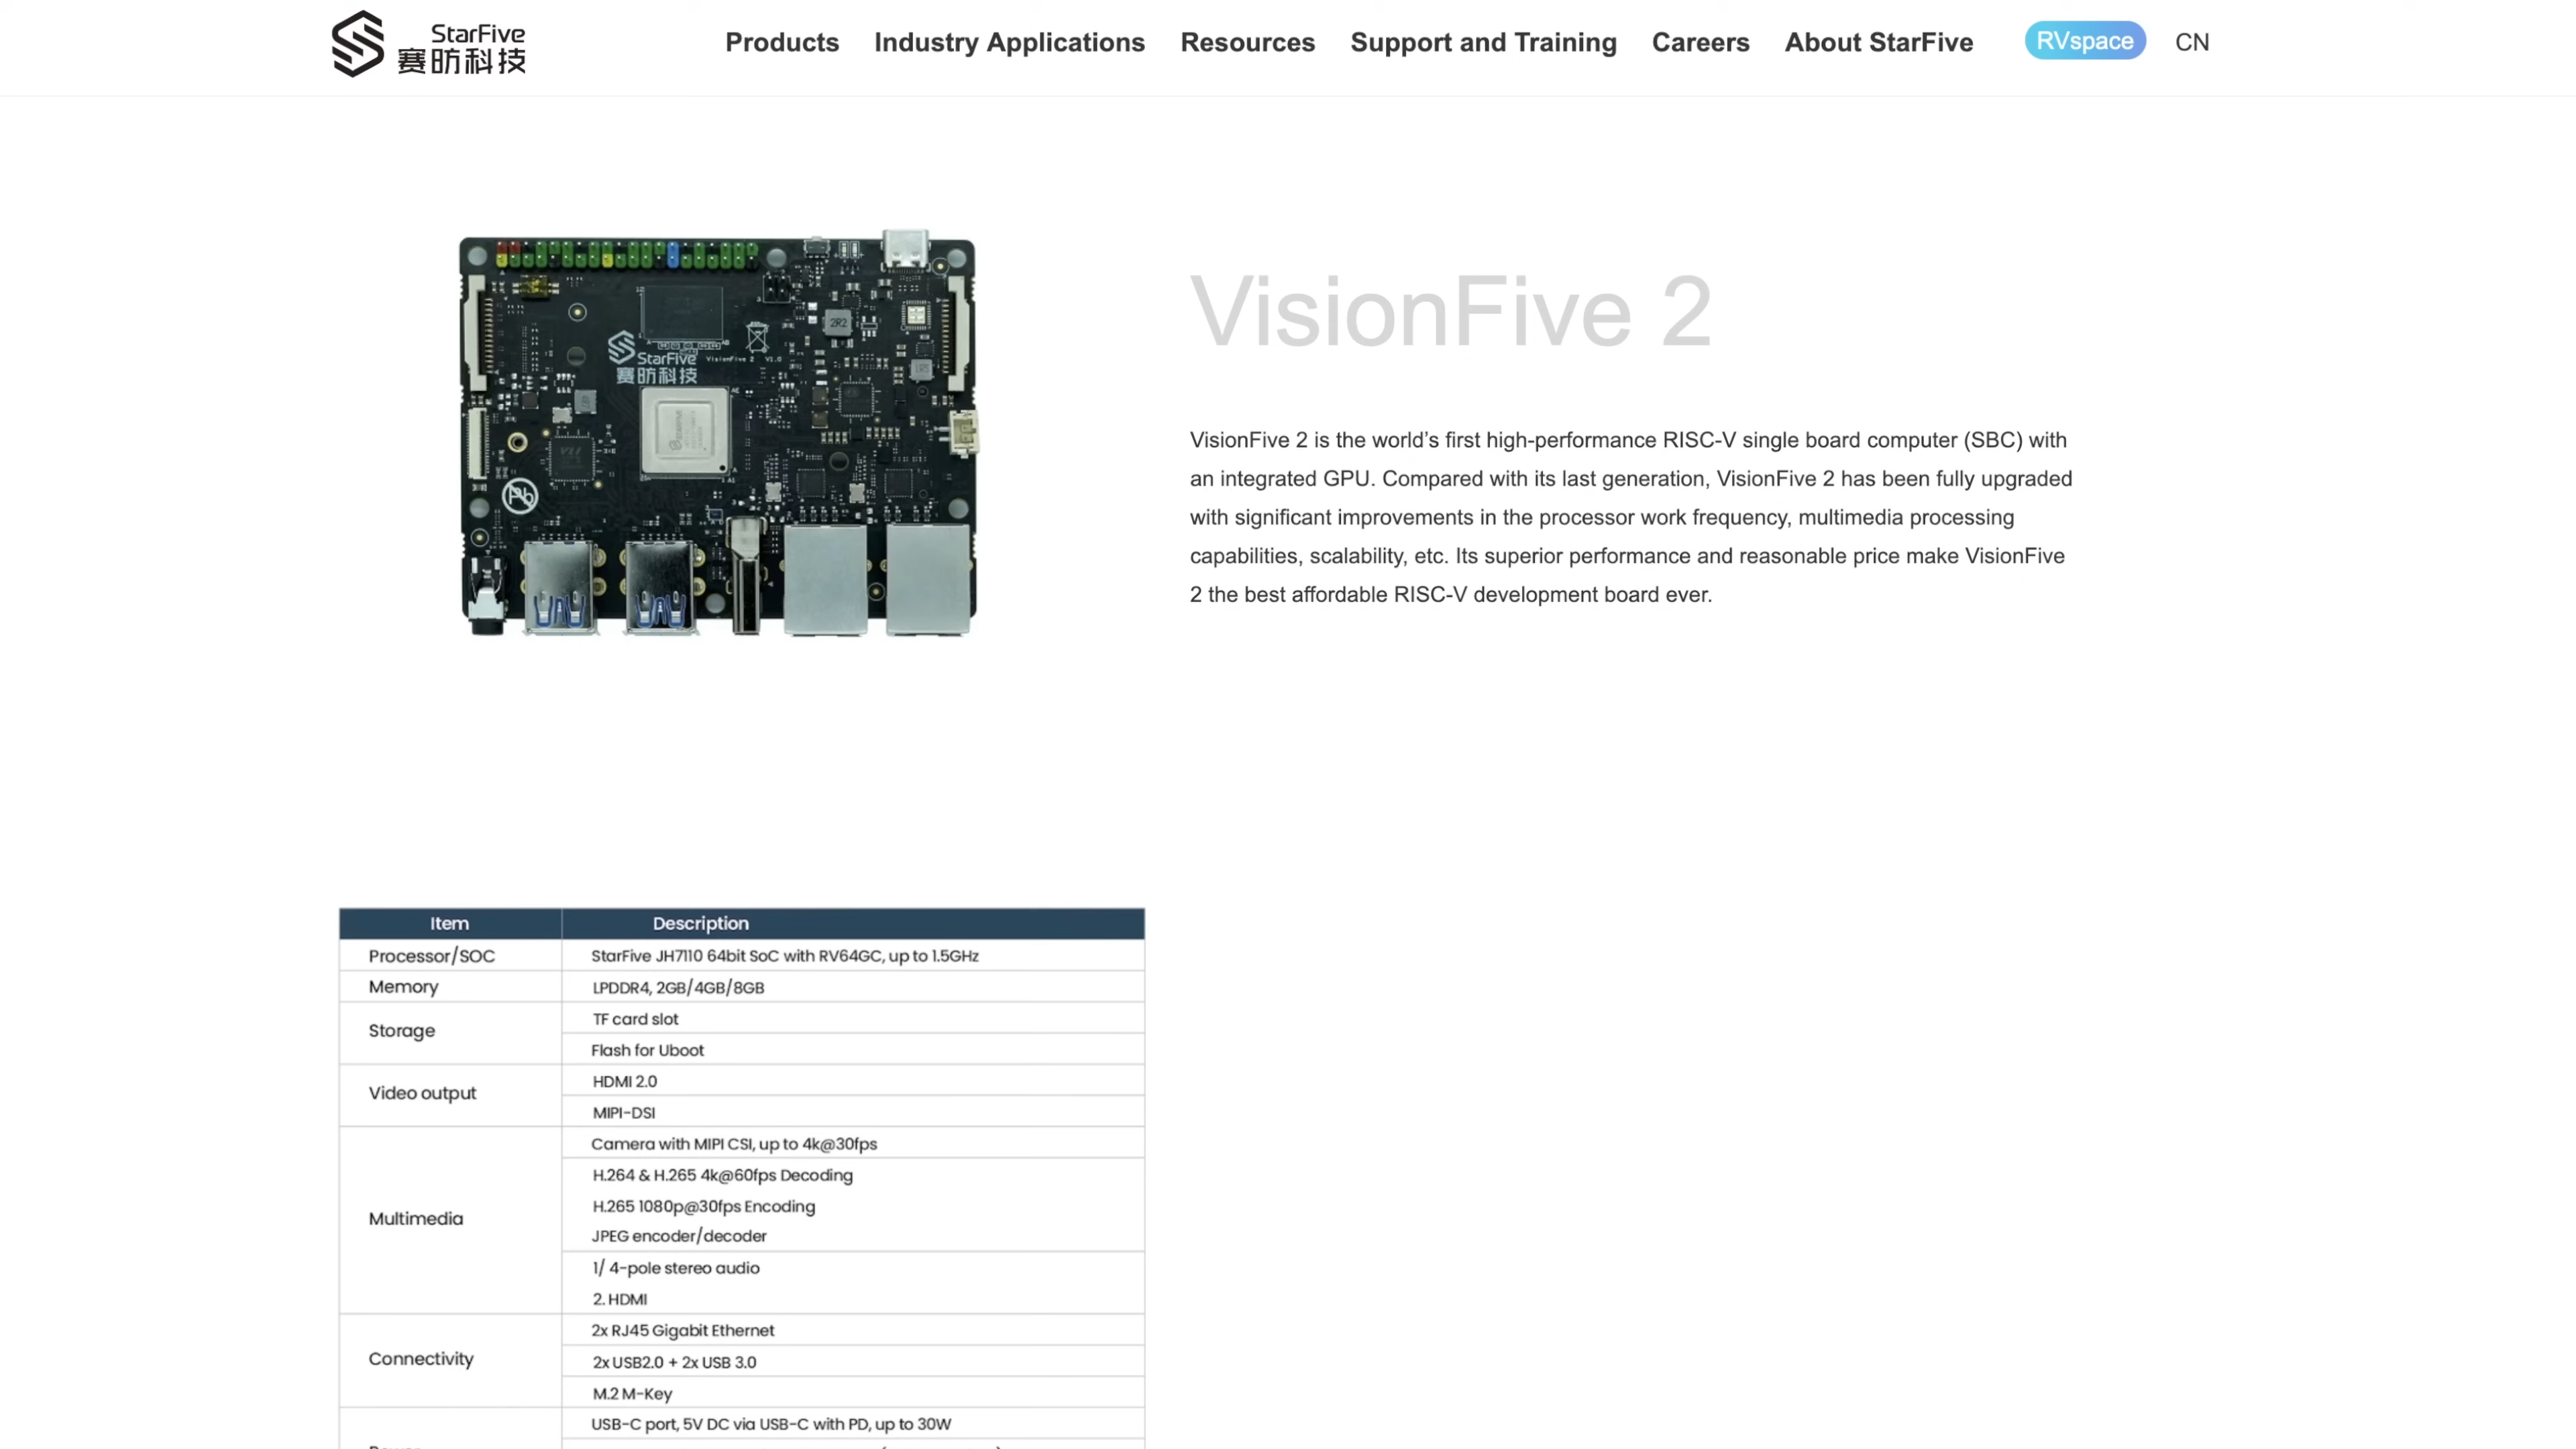 StarFive
赛昉科技
Products
Industry Applications
Resources
Support and Training
Careers
About StarFive
RVspace
CN
StarFive
VisionFive 2 V1.0
赛昉科技
2R2
VisionFive 2
VisionFive 2 is the world’s first high-performance RISC-V single board computer (SBC) with
an integrated GPU. Compared with its last generation, VisionFive 2 has been fully upgraded
with significant improvements in the processor work frequency, multimedia processing
capabilities, scalability, etc. Its superior performance and reasonable price make VisionFive
2 the best affordable RISC-V development board ever.
Item Description
Processor/SOC StarFive JH7110 64bit SoC with RV64GC, up to 1.5GHz
Memory LPDDR4, 2GB/4GB/8GB
Storage
TF card slot
Flash for Uboot
Video output
HDMI 2.0
MIPI-DSI
Multimedia
Camera with MIPI CSI, up to 4k@30fps
H.264 & H.265 4k@60fps Decoding
H.265 1080p@30fps Encoding
JPEG encoder/decoder
1/ 4-pole stereo audio
2. HDMI
Connectivity
2x RJ45 Gigabit Ethernet
2x USB2.0 + 2x USB 3.0
M.2 M-Key
USB-C port, 5V DC via USB-C with PD, up to 30W